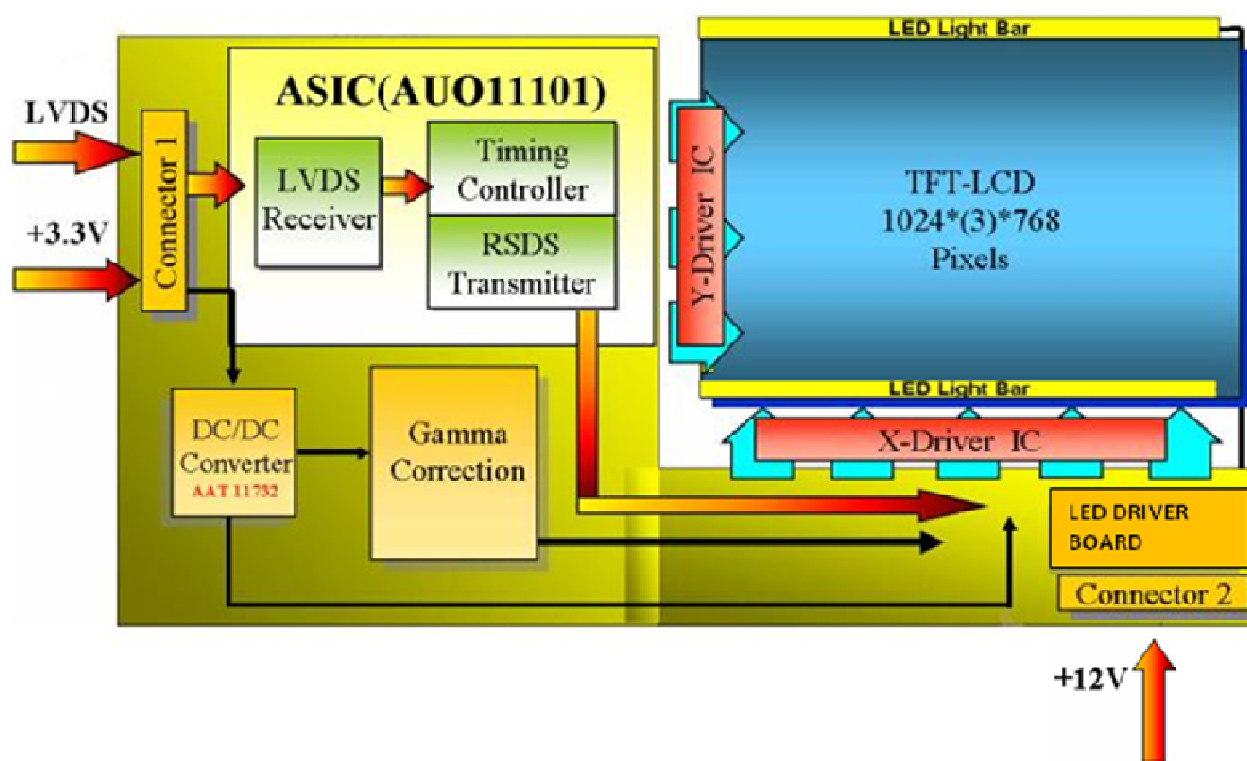 LED Light Bar
ASIC(AUO11101)
LVDS
Connector 1
LVDS
Receiver
Timing
Controller
RSDS
Transmitter
+3.3V
Y-Driver IC
TFT-LCD
1024*(3)*768
Pixels
LED Light Bar
X-Driver IC
DC/DC
Converter
AAT 11732
Gamma
Correction
LED DRIVER
BOARD
Connector 2
+12V